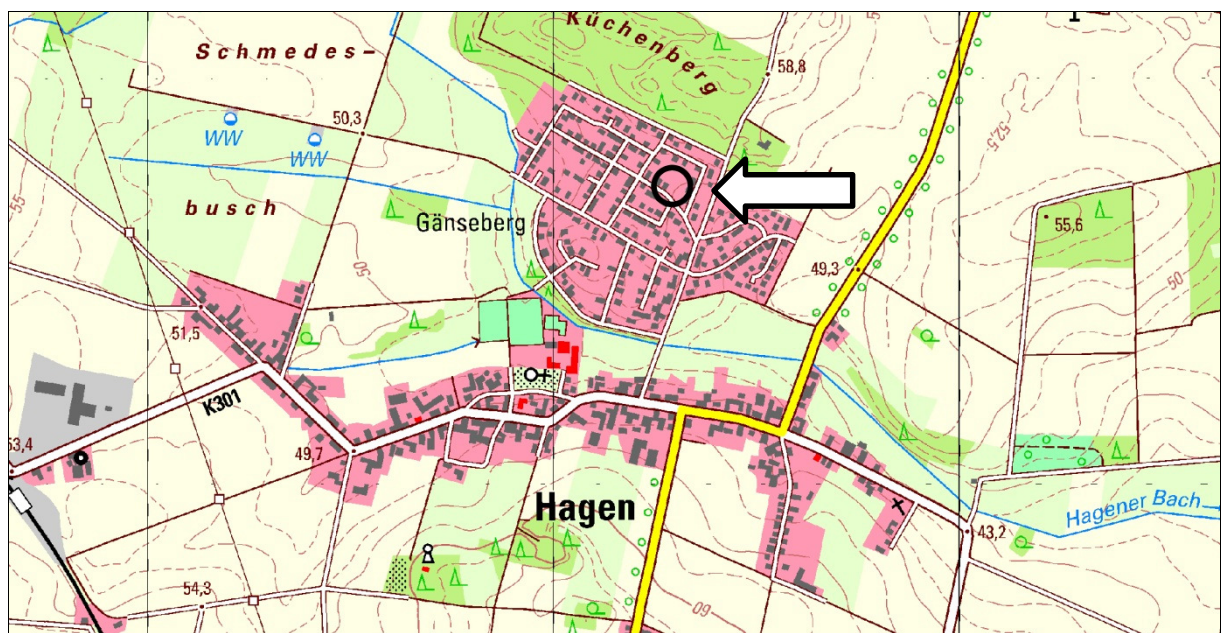 Küchenberg
Schmedes-
58,8
50,3
WW
WW
52,5
55
busch
Gänseberg
55,6
50
49,3
50
51,5
K301
53,4
49,7
Hagen
Hagener Bach
43,2
54,3
60